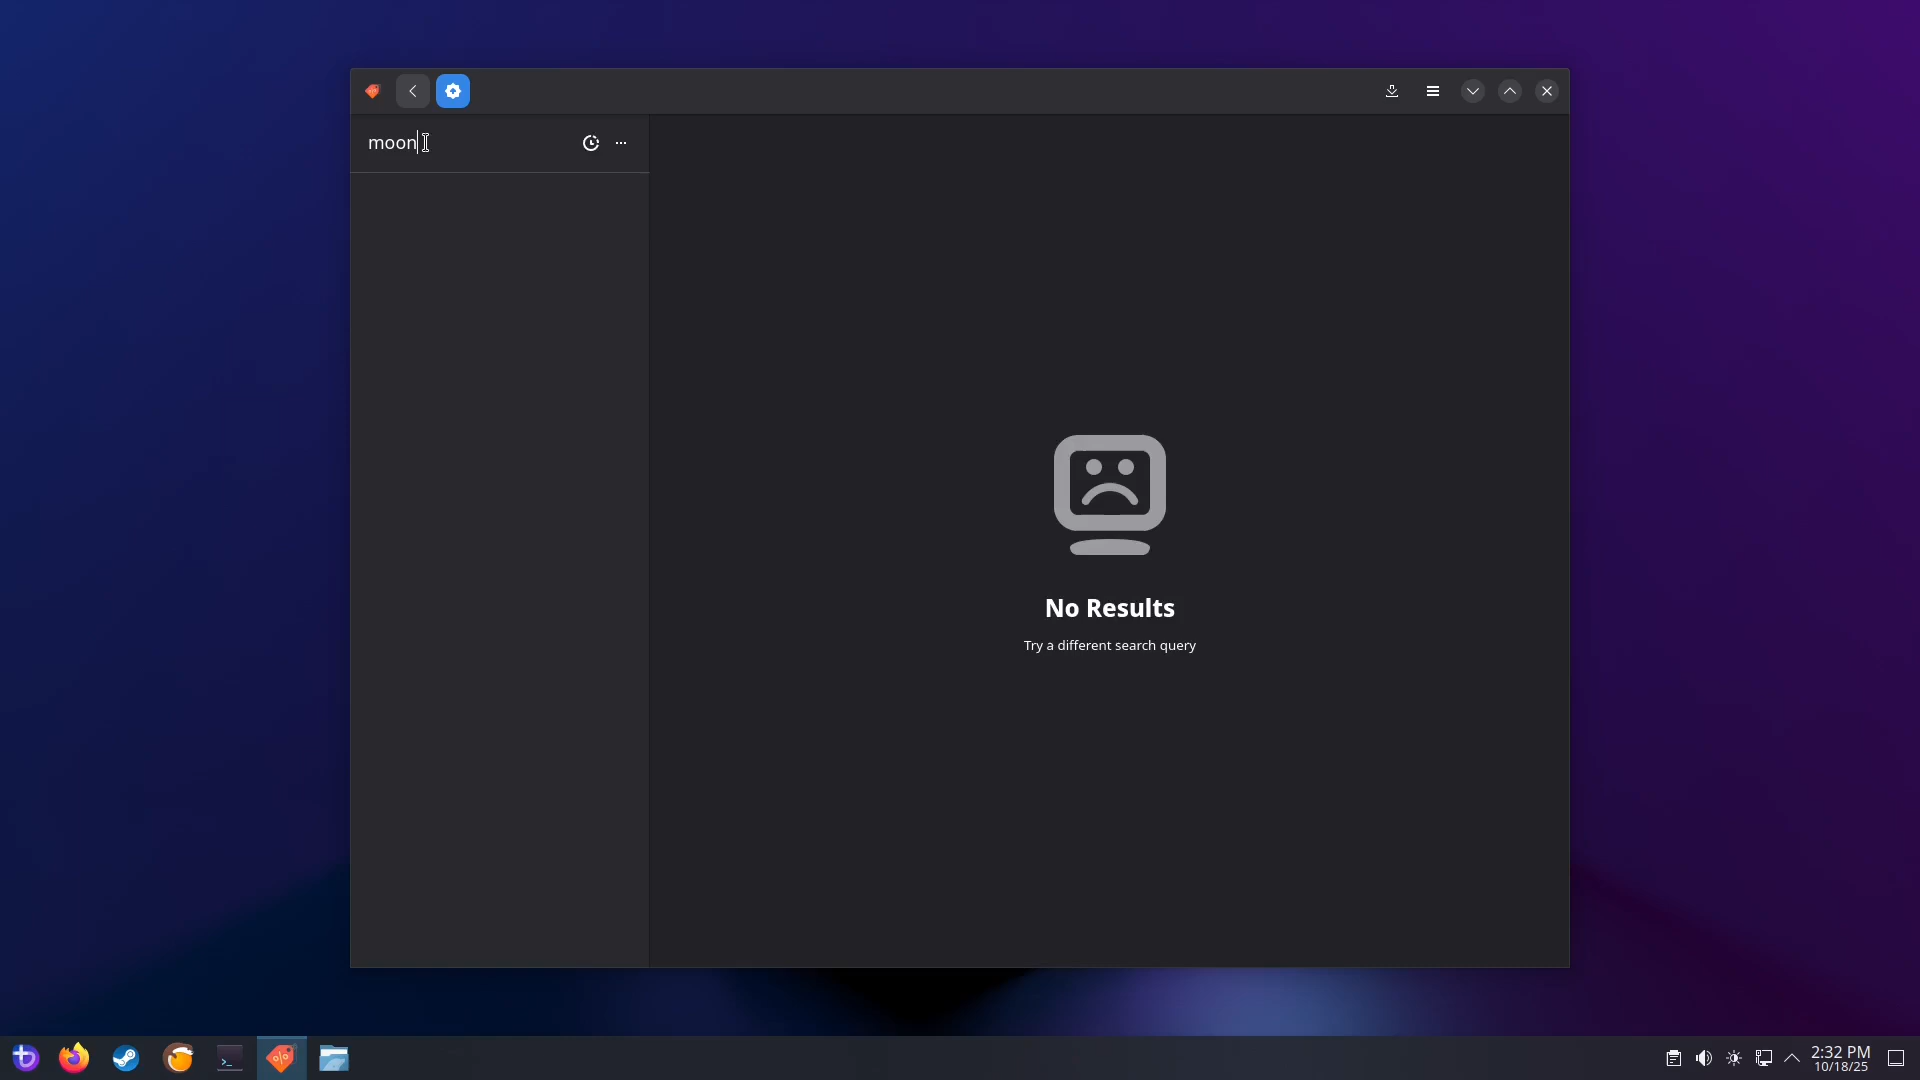 moon
No Results
Try a different search query
2:32 PM
10/18/25